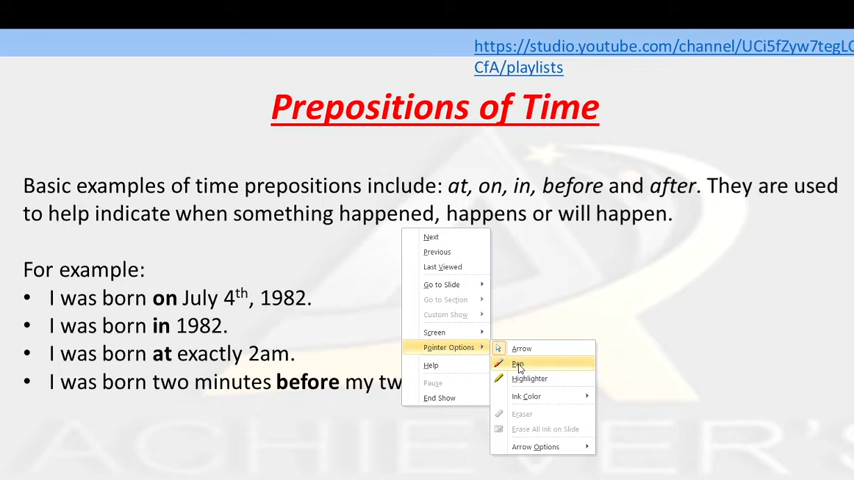 https://studio.youtube.com/channel/UCi5fZyw7tegLC
CfA/playlists
Prepositions of Time
Basic examples of time prepositions include: at, on, in, before and after. They are used
to help indicate when something happened, happens or will happen.
For example:
• I was born on July 4th, 1982.
• I was born in 1982.
• I was born at exactly 2am.
• I was born two minutes before my tw
Next
Previous
Last Viewed
Go to Slide
Go to Section
Custom Show
Screen
Pointer Options
Help
Pause
End Show
Arrow
Pen
Highlighter
Ink Color
Eraser
Erase All Ink on Slide
Arrow Options
ACHIEVER'S